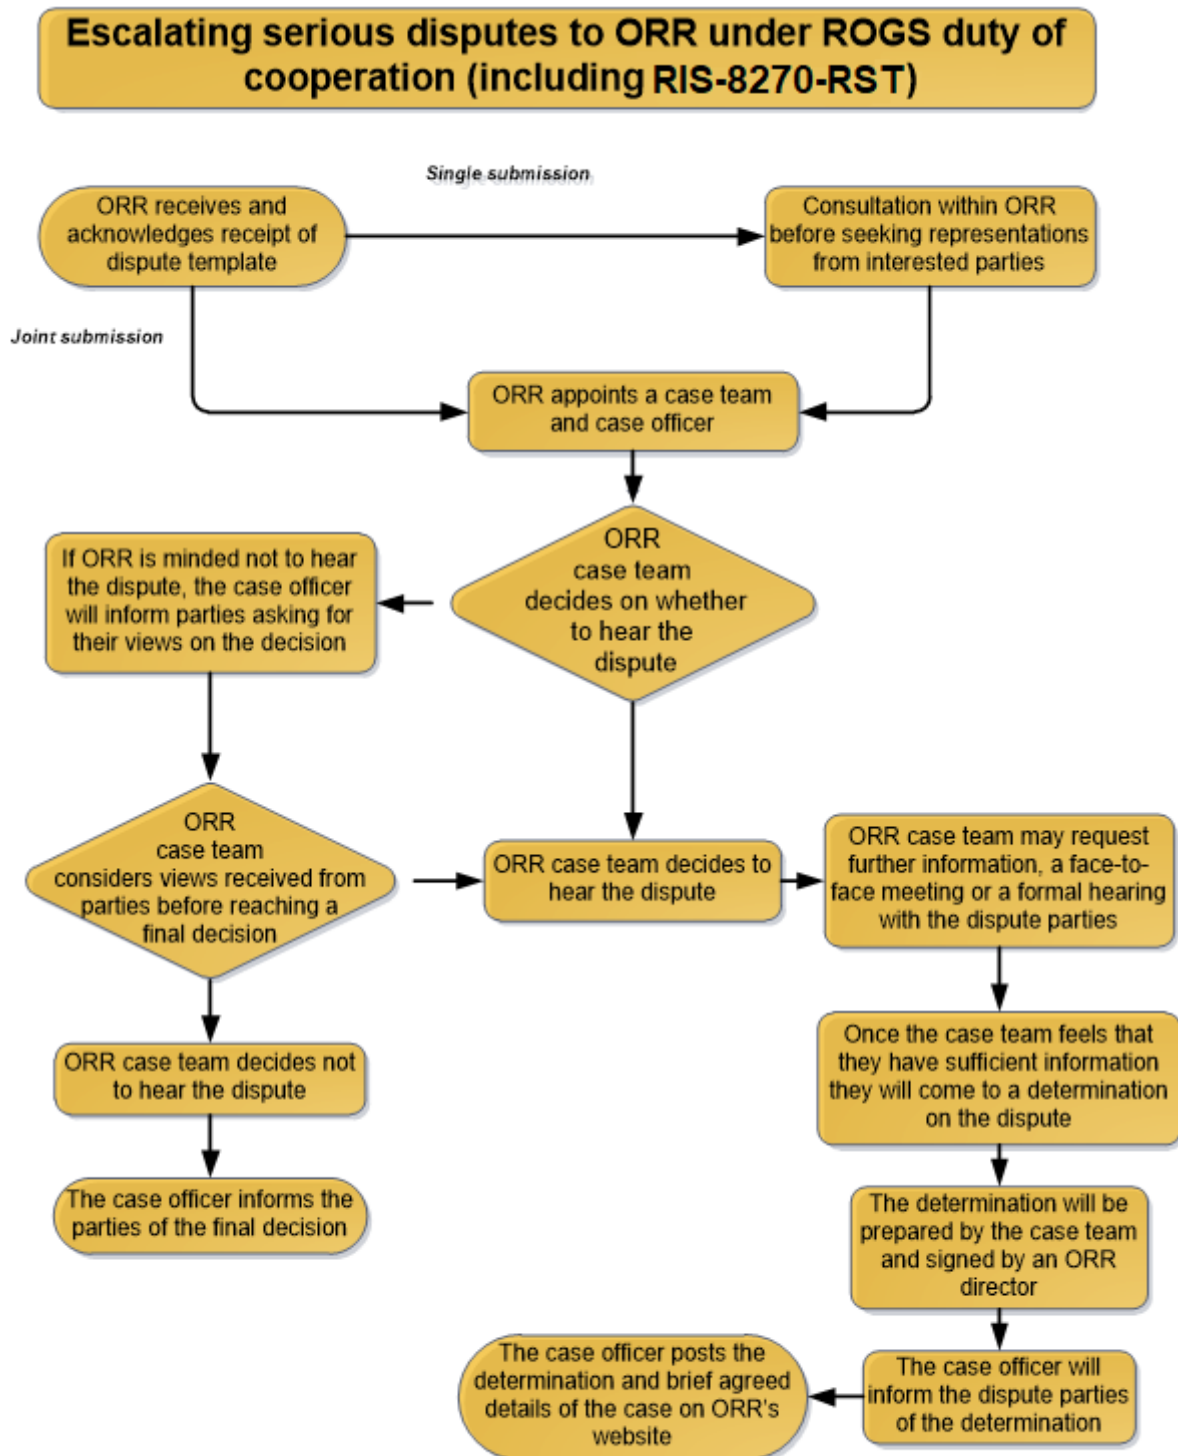 Escalating serious disputes to ORR under ROGS duty of
cooperation (including RIS-8270-RST)
Single submission
ORR receives and
acknowledges receipt of
dispute template
Consultation within ORR
before seeking representations
from interested parties
Joint submission
ORR appoints a case team
and case officer
ORR
case team
decides on whether
to hear the
dispute
If ORR is minded not to hear
the dispute, the case officer
will inform parties asking for
their views on the decision
ORR
case team
considers views received from
parties before reaching a
final decision
ORR case team decides to
hear the dispute
ORR case team may request
further information, a face-to-
face meeting or a formal hearing
with the dispute parties
ORR case team decides not
to hear the dispute
Once the case team feels that
they have sufficient information
they will come to a determination
on the dispute
The case officer informs the
parties of the final decision
The determination will be
prepared by the case team
and signed by an ORR
director
The case officer will
inform the dispute parties
of the determination
The case officer posts the
determination and brief agreed
details of the case on ORR's
website